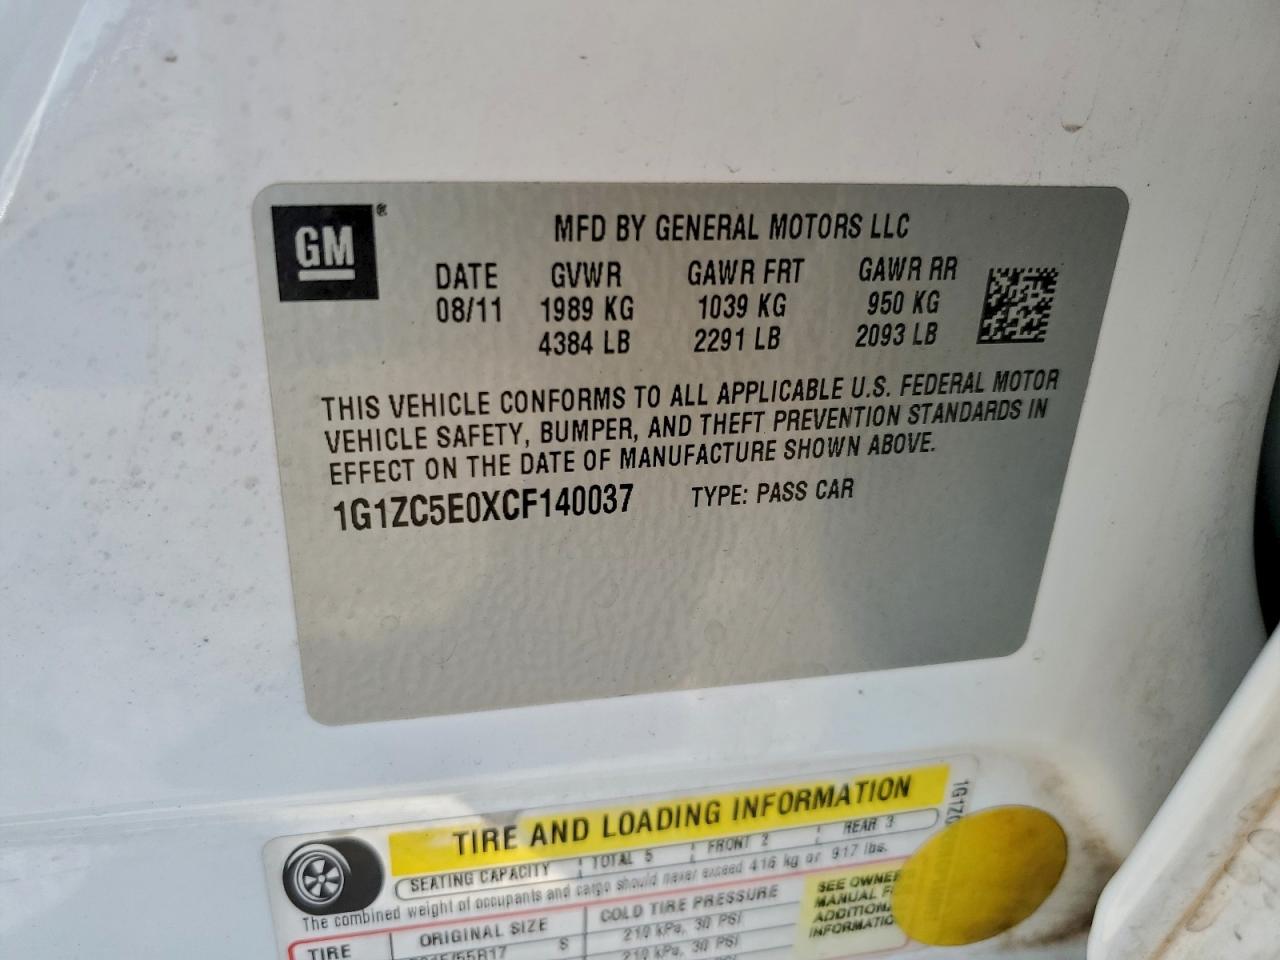 GM®
MFD BY GENERAL MOTORS LLC
DATE GVWR GAWR FRT GAWR RR
08/11 1989 KG 1039 KG 950 KG
4384 LB 2291 LB 2093 LB
THIS VEHICLE CONFORMS TO ALL APPLICABLE U.S. FEDERAL MOTOR
VEHICLE SAFETY, BUMPER, AND THEFT PREVENTION STANDARDS IN
EFFECT ON THE DATE OF MANUFACTURE SHOWN ABOVE.
1G1ZC5E0XCF140037 TYPE: PASS CAR
TIRE AND LOADING INFORMATION
SEATING CAPACITY TOTAL 5 FRONT 2 REAR 3
The combined weight of occupants and cargo should never exceed 416 kg or 917 lbs.
TIRE ORIGINAL SIZE COLD TIRE PRESSURE
S 210 kPa, 30 PSI
210 kPa, 30 PSI
SEE OWNER
MANUAL F
ADDITION
INFORMATIO
1G1Z